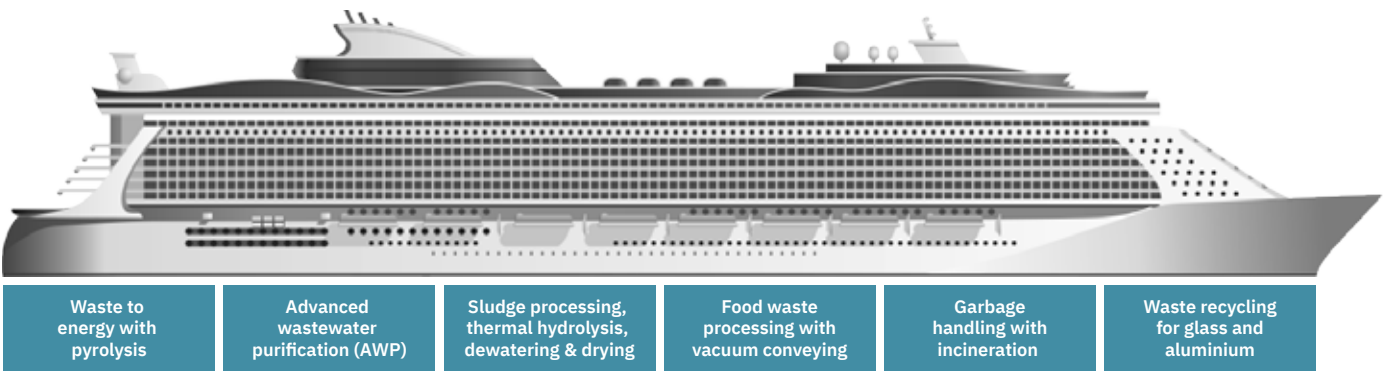 Waste to
energy with
pyrolysis
Advanced
wastewater
purification (AWP)
Sludge processing,
thermal hydrolysis,
dewatering & drying
Food waste
processing with
vacuum conveying
Garbage
handling with
incineration
Waste recycling
for glass and
aluminium